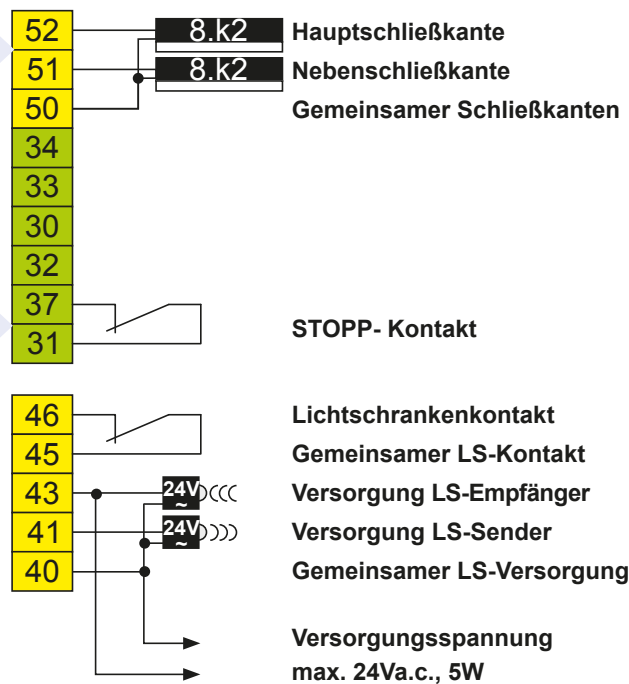 52 8.k2 Hauptschließkante
51 8.k2 Nebenschließkante
50 Gemeinsamer Schließkanten
34
33
30
32
37
STOPP- Kontakt
31
46 Lichtschrankenkontakt
45 Gemeinsamer LS-Kontakt
43 24V ~ Versorgung LS-Empfänger
41 24V ~ Versorgung LS-Sender
40 Gemeinsamer LS-Versorgung
Versorgungsspannung
max. 24Va.c., 5W